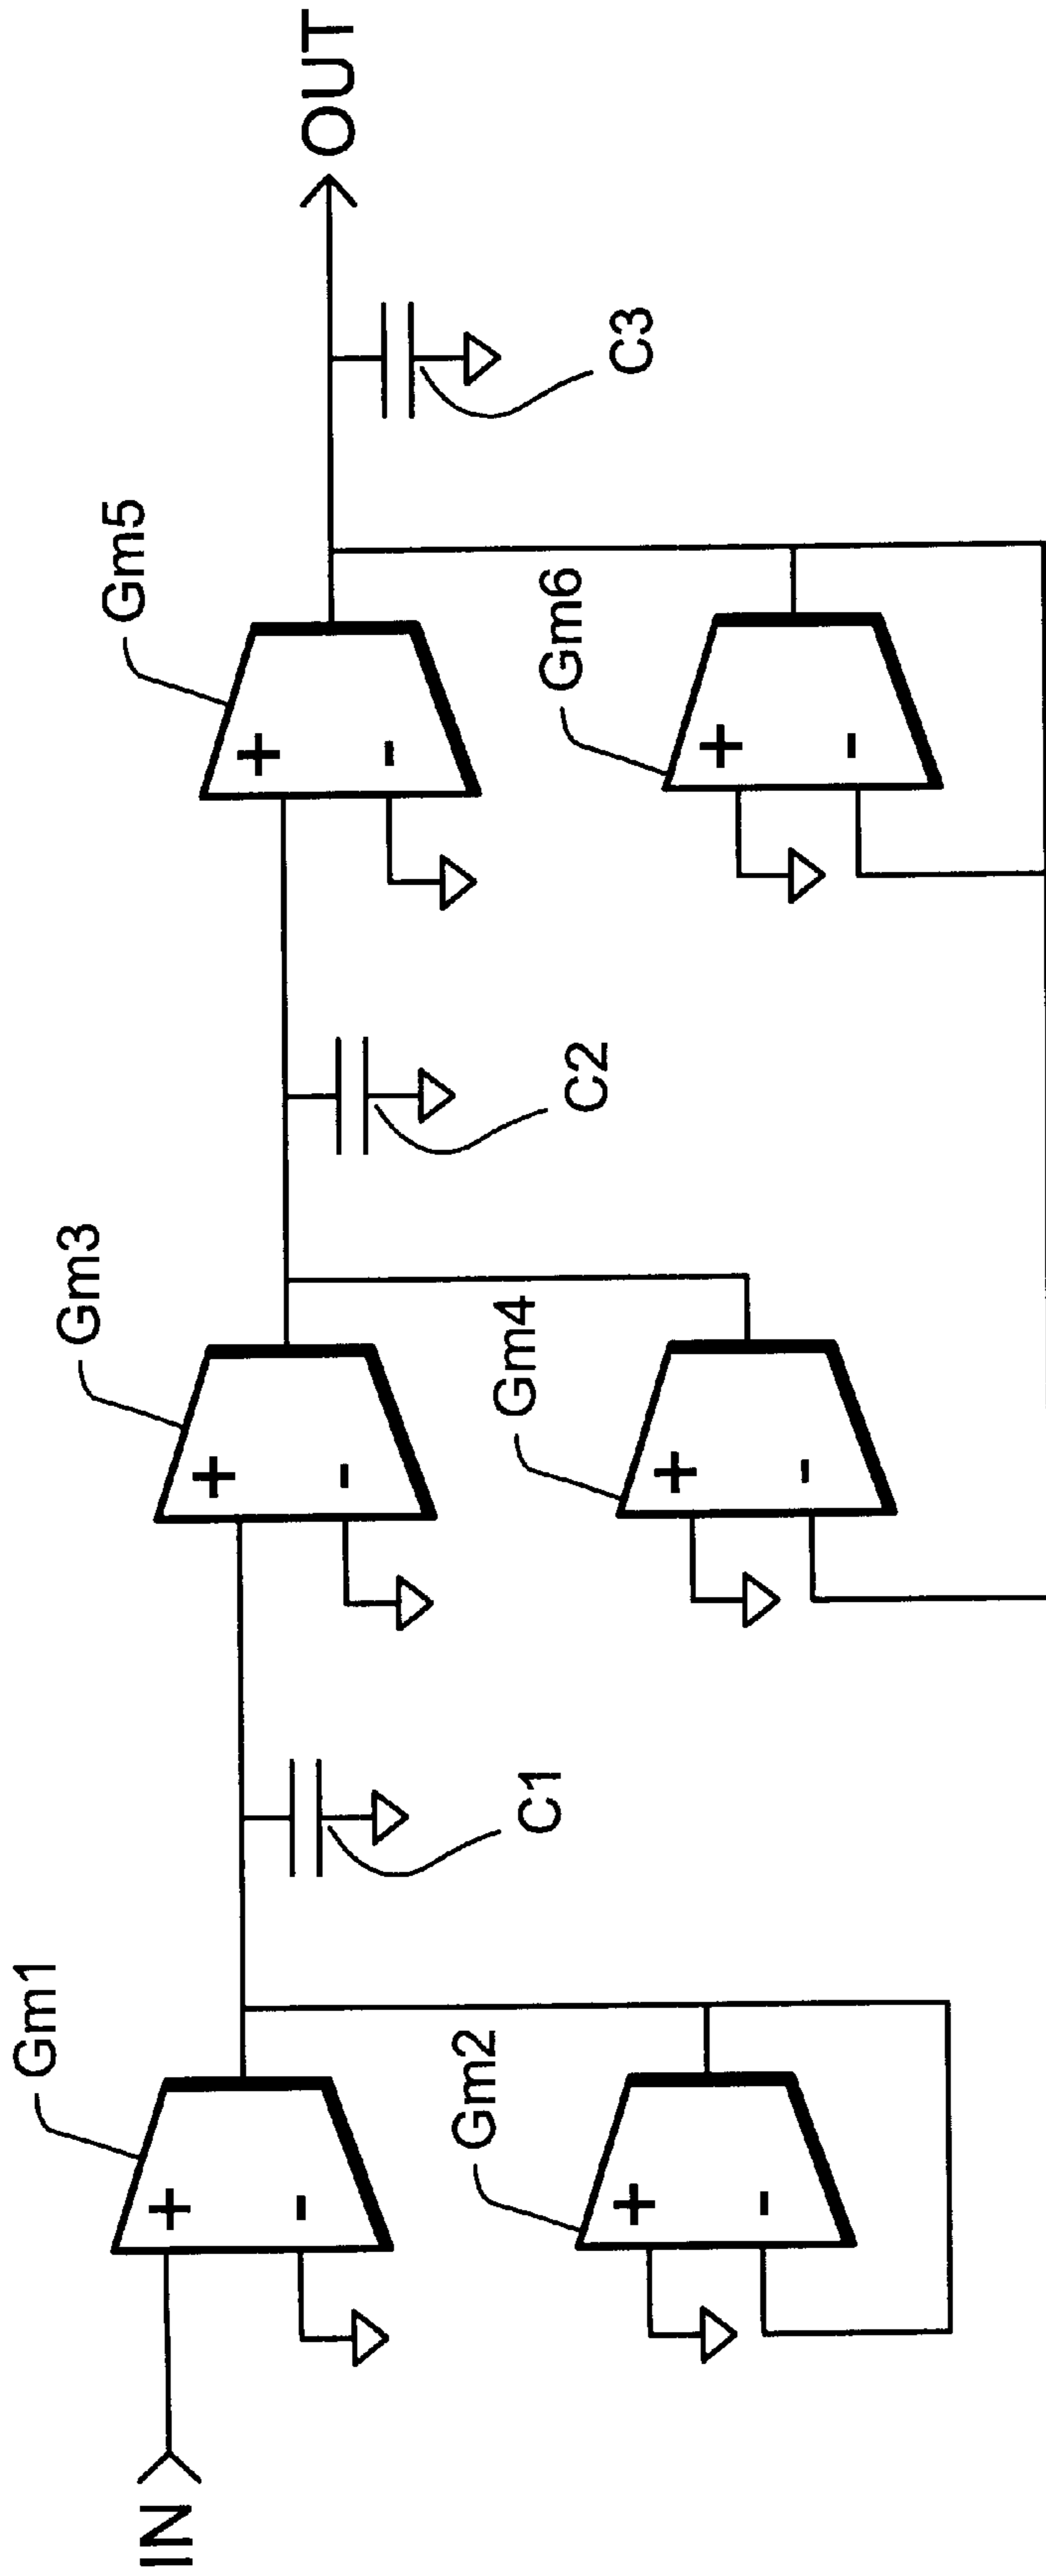 IN
Gm1
+
-
Gm2
+
-
C1
Gm3
+
-
Gm4
+
-
C2
Gm5
+
-
Gm6
+
-
C3
OUT